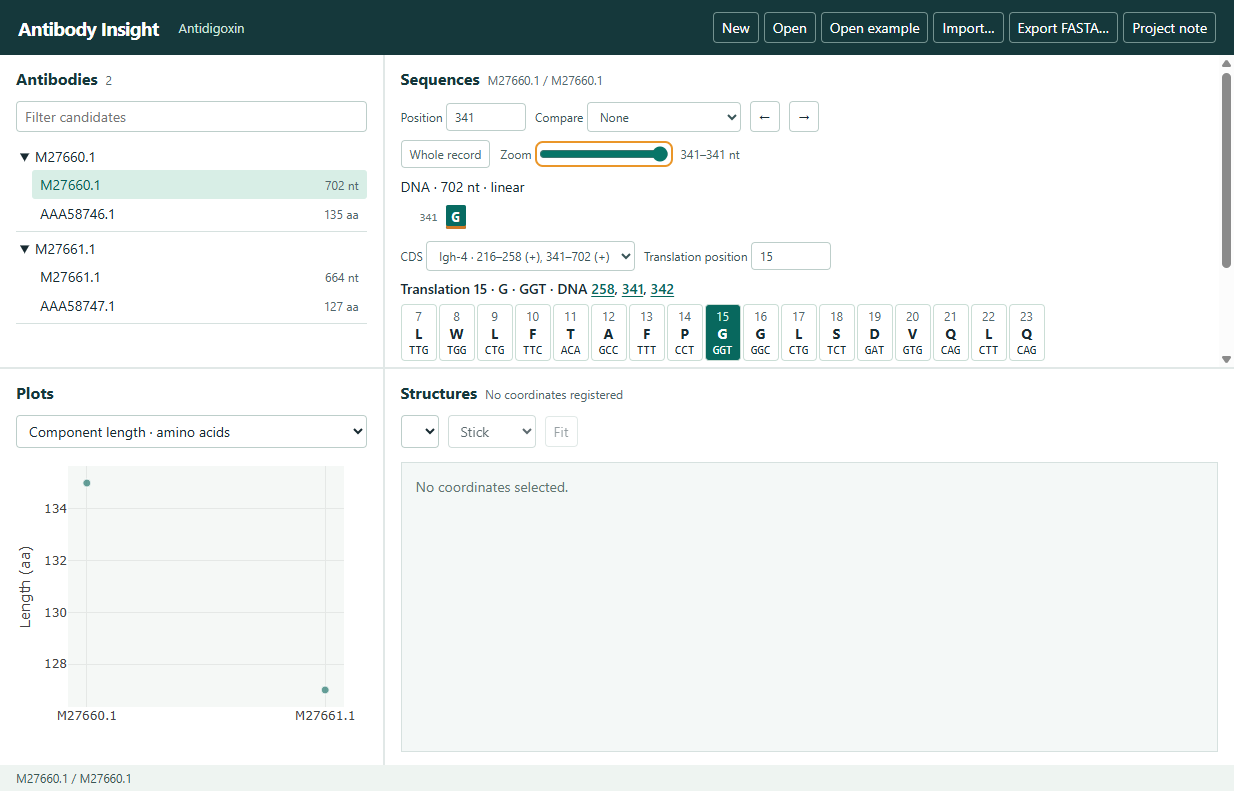 Antibody Insight Antidigoxin New Open Open example Import... Export FASTA... Project note
Antibodies 2
Filter candidates
▼ M27660.1
M27660.1 702 nt
AAA58746.1 135 aa
▼ M27661.1
M27661.1 664 nt
AAA58747.1 127 aa
Sequences M27660.1 / M27660.1
Position 341 Compare None ← →
Whole record Zoom 341–341 nt
DNA · 702 nt · linear
341 G
CDS Igh-4 · 216–258 (+), 341–702 (+) Translation position 15
Translation 15 · G · GGT · DNA 258, 341, 342
7 8 9 10 11 12 13 14 15 16 17 18 19 20 21 22 23
L W L F T A F P G G L S D V Q L Q
TTG TGG CTG TTC ACA GCC TTT CCT GGT GGC CTG TCT GAT GTG CAG CTT CAG
Plots
Component length · amino acids
Length (aa)
134
132
130
128
M27660.1 M27661.1
Structures No coordinates registered
Stick Fit
No coordinates selected.
M27660.1 / M27660.1